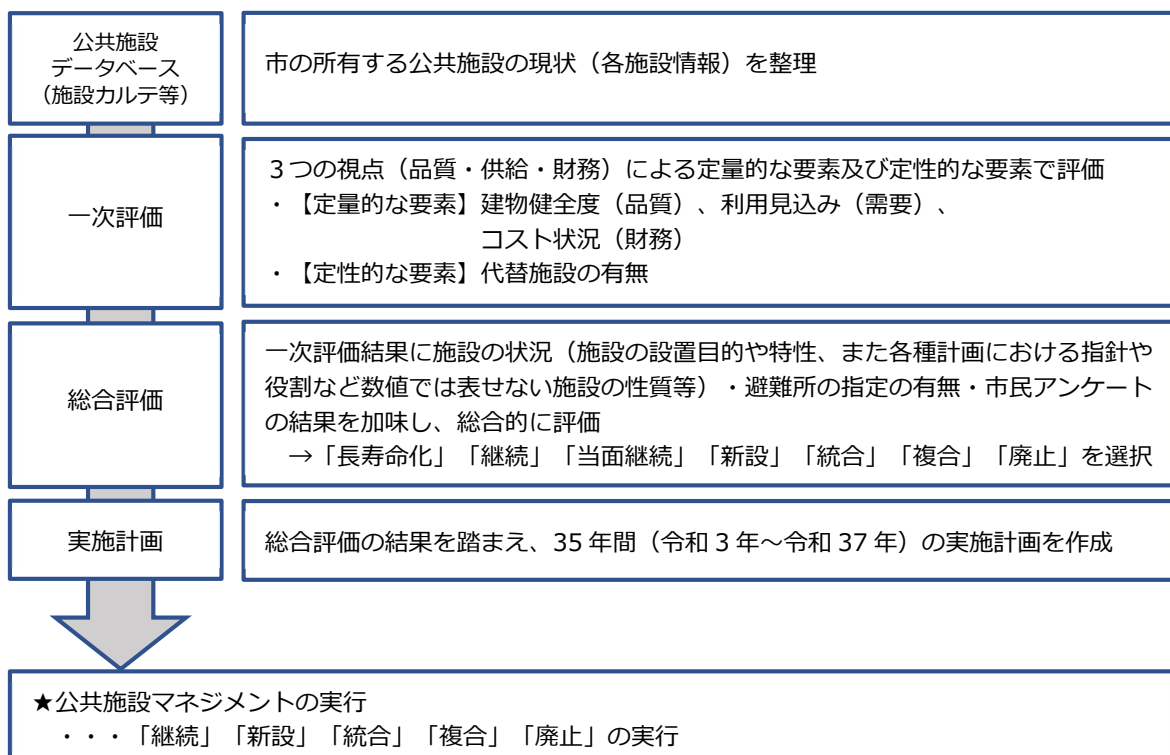 公共施設
データベース
（施設カルテ等）
市の所有する公共施設の現状（各施設情報）を整理
一次評価
３つの視点（品質・供給・財務）による定量的な要素及び定性的な要素で評価
・【定量的な要素】建物健全度（品質）、利用見込み（需要）、
コスト状況（財務）
・【定性的な要素】代替施設の有無
総合評価
一次評価結果に施設の状況（施設の設置目的や特性、また各種計画における指針や
役割など数値では表せない施設の性質等）・避難所の指定の有無・市民アンケート
の結果を加味し、総合的に評価
→「長寿命化」「継続」「当面継続」「新設」「統合」「複合」「廃止」を選択
実施計画
総合評価の結果を踏まえ、35 年間（令和 3 年～令和 37 年）の実施計画を作成
★公共施設マネジメントの実行
・・・「継続」「新設」「統合」「複合」「廃止」の実行